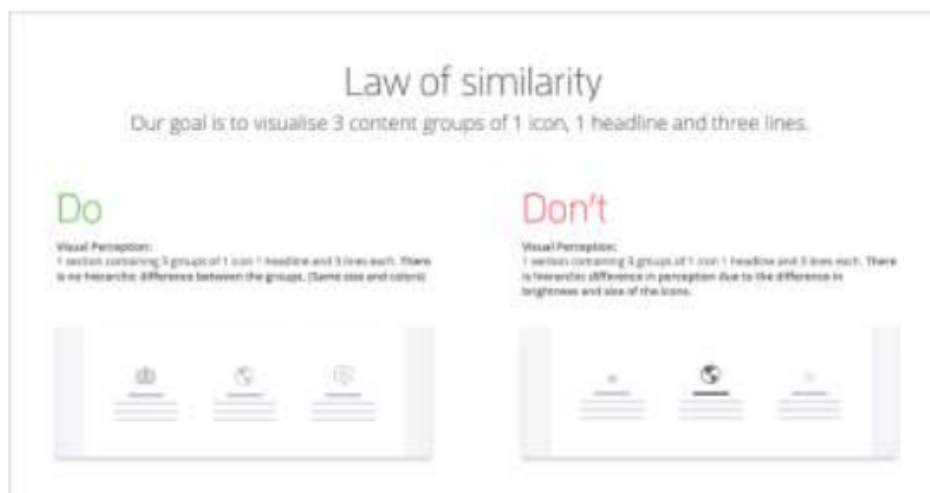 Law of similarity
Our goal is to visualise 3 content groups of 1 icon, 1 headline and three lines.
Do
Visual Perception:
1 section containing 3 groups of 1 icon 1 headline and 3 lines each. There
is no hierarchic difference between the groups. (Same size and colors)
Don't
Visual Perception:
1 section containing 3 groups of 1 icon 1 headline and 3 lines each. There
is hierarchic difference in perception due to the difference in
brightness and size of the icons.